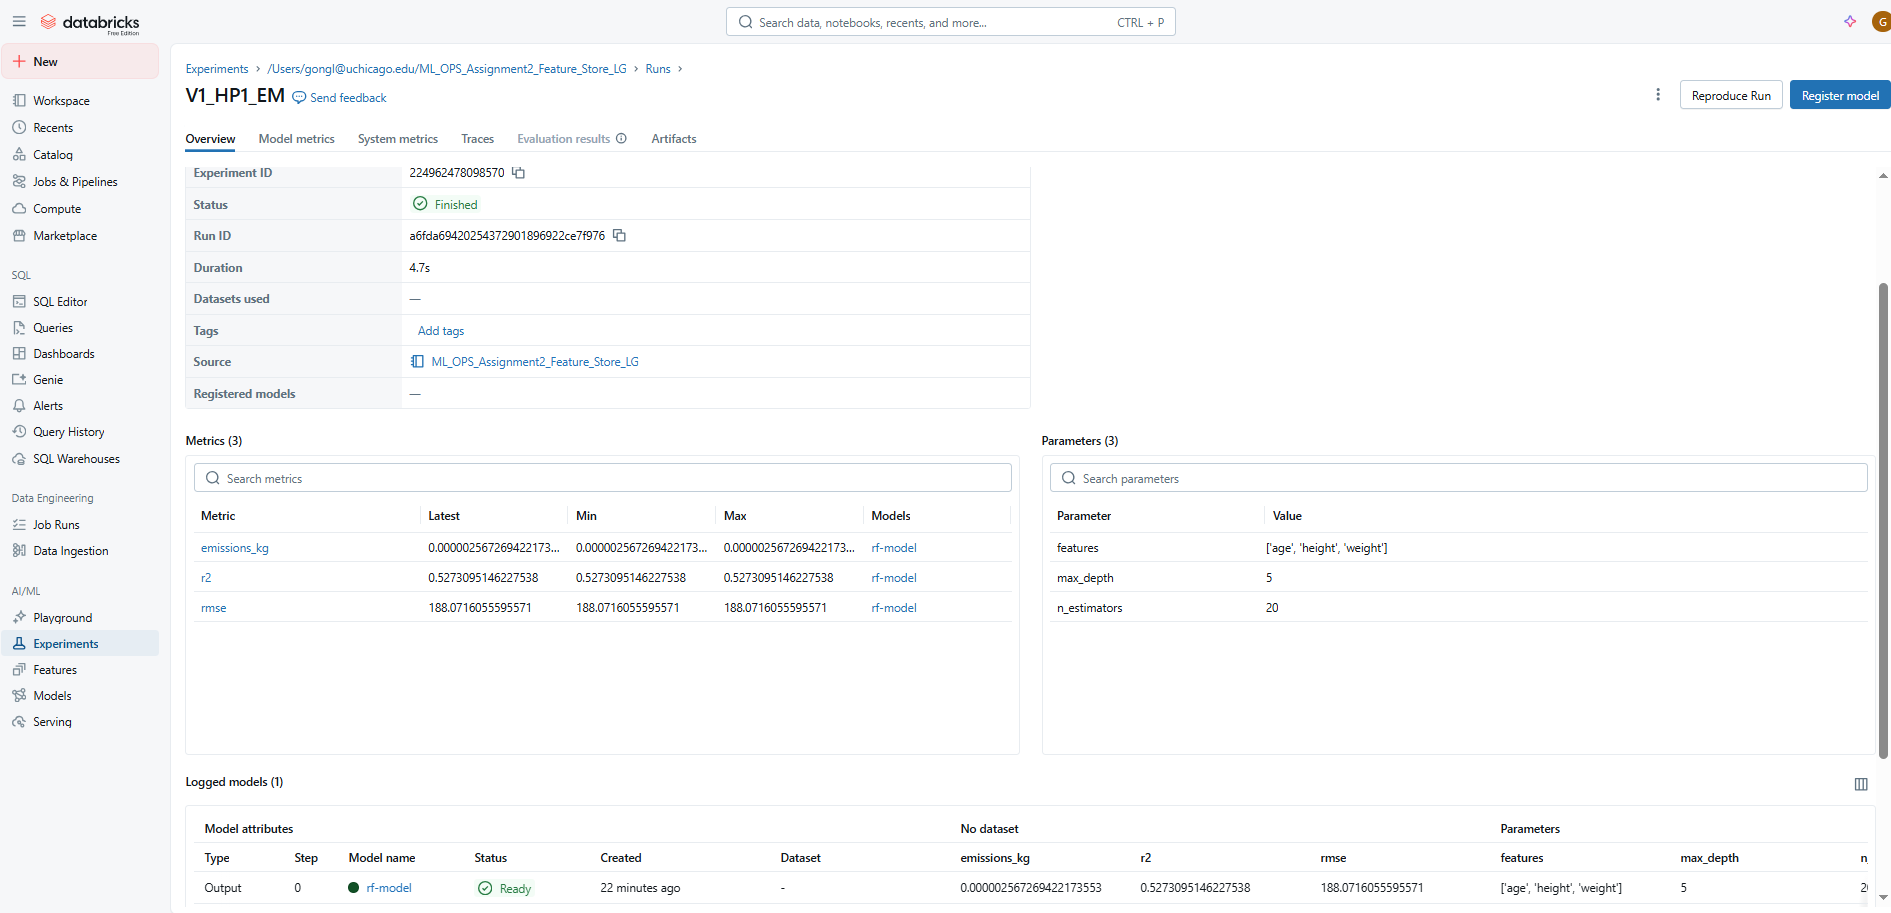 databricks
Free Edition
Search data, notebooks, recents, and more...
CTRL + P
G
New
Workspace
Recents
Catalog
Jobs & Pipelines
Compute
Marketplace
SQL
SQL Editor
Queries
Dashboards
Genie
Alerts
Query History
SQL Warehouses
Data Engineering
Job Runs
Data Ingestion
AI/ML
Playground
Experiments
Features
Models
Serving
Experiments > /Users/gongl@uchicago.edu/ML_OPS_Assignment2_Feature_Store_LG > Runs >
V1_HP1_EM Send feedback
Reproduce Run Register model
Overview Model metrics System metrics Traces Evaluation results Artifacts
Experiment ID 224962478098570
Status Finished
Run ID a6fda69420254372901896922ce7f976
Duration 4.7s
Datasets used —
Tags Add tags
Source ML_OPS_Assignment2_Feature_Store_LG
Registered models —
Metrics (3)
Search metrics
Metric Latest Min Max Models
emissions_kg 0.000002567269422173... 0.000002567269422173... 0.000002567269422173... rf-model
r2 0.5273095146227538 0.5273095146227538 0.5273095146227538 rf-model
rmse 188.0716055595571 188.0716055595571 188.0716055595571 rf-model
Parameters (3)
Search parameters
Parameter Value
features ['age', 'height', 'weight']
max_depth 5
n_estimators 20
Logged models (1)
Model attributes No dataset Parameters
Type Step Model name Status Created Dataset emissions_kg r2 rmse features max_depth n_
Output 0 rf-model Ready 22 minutes ago - 0.000002567269422173553 0.5273095146227538 188.0716055595571 ['age', 'height', 'weight'] 5